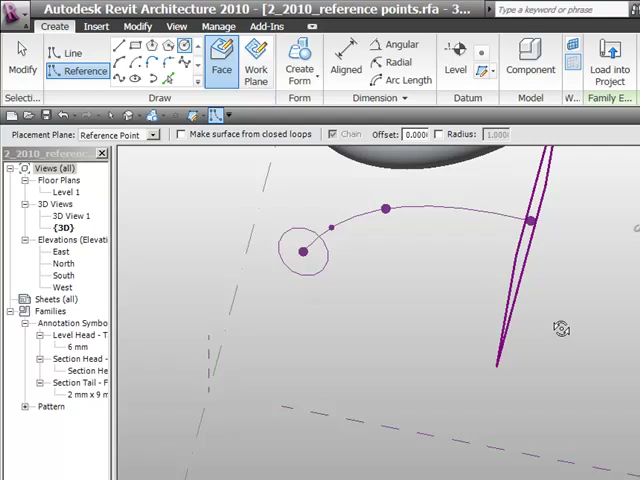 Autodesk Revit Architecture 2010 - [2_2010_reference points.rfa - 3...
Type a keyword or phrase
Create Insert Modify View Manage Add-Ins
Modify
Line
Reference
Face
Work Plane
Create Form
Aligned
Angular
Radial
Arc Length
Level
Component
Load into Project
Selecti...
Draw
Form
Dimension
Datum
Model
W...
Family E...
Placement Plane: Reference Point
Make surface from closed loops
Chain
Offset: 0.0000
Radius: 1.0000
2_2010_referenc...
Views (all)
Floor Plans
Level 1
3D Views
3D View 1
{3D}
Elevations (Elevati
East
North
South
West
Sheets (all)
Families
Annotation Symbo
Level Head - T
6 mm
Section Head -
Section He
Section Tail - F
2 mm x 9 m
Pattern